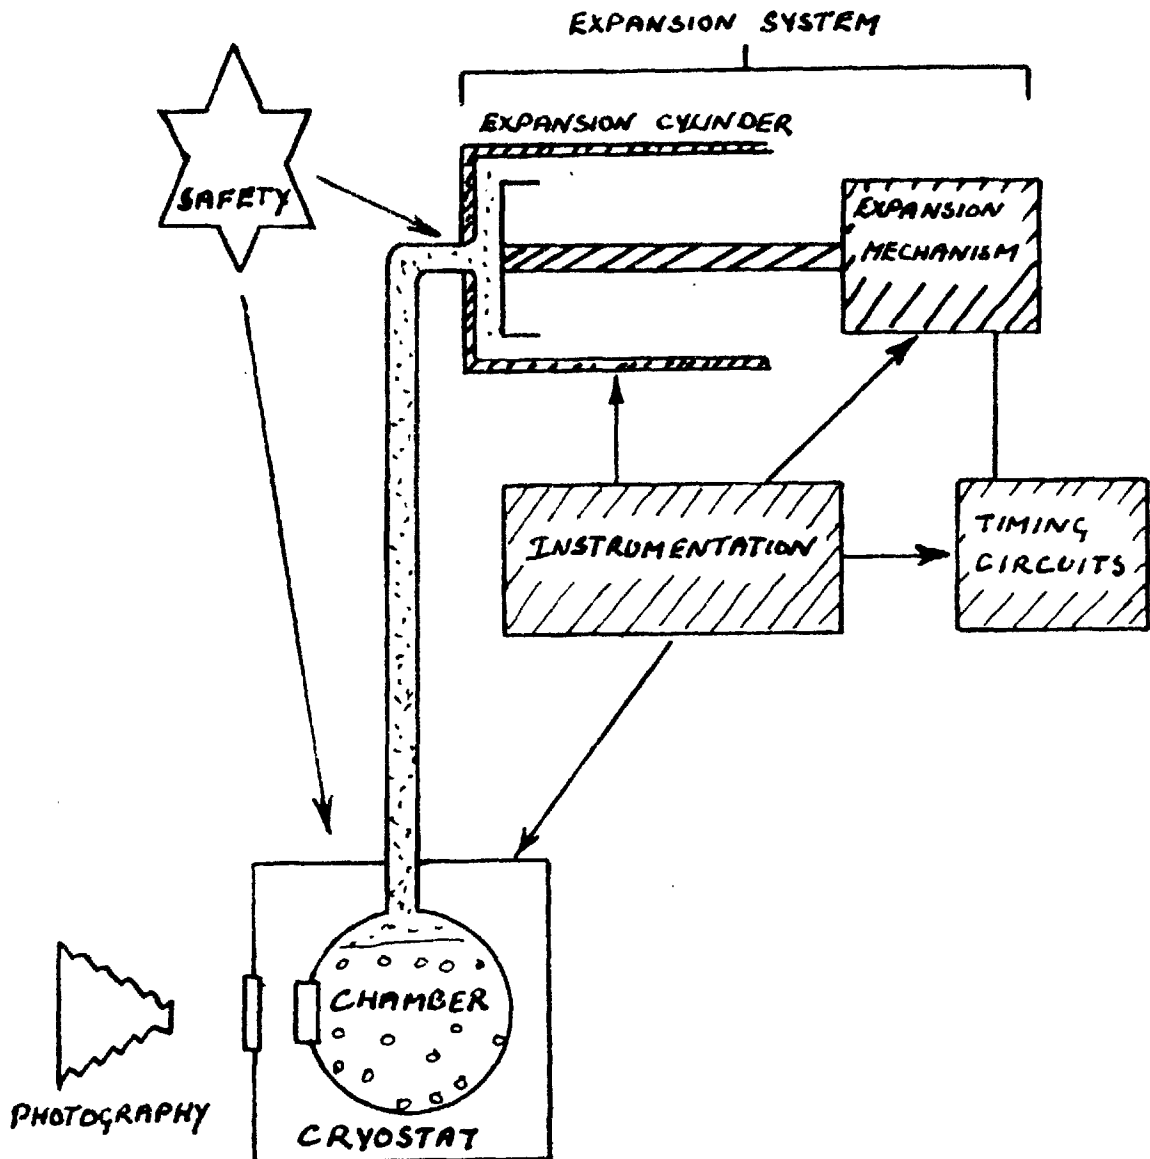 EXPANSION SYSTEM
EXPANSION CYLINDER
SAFETY
EXPANSION
MECHANISM
INSTRUMENTATION
TIMING
CIRCUITS
CHAMBER
PHOTOGRAPHY
CRYOSTAT